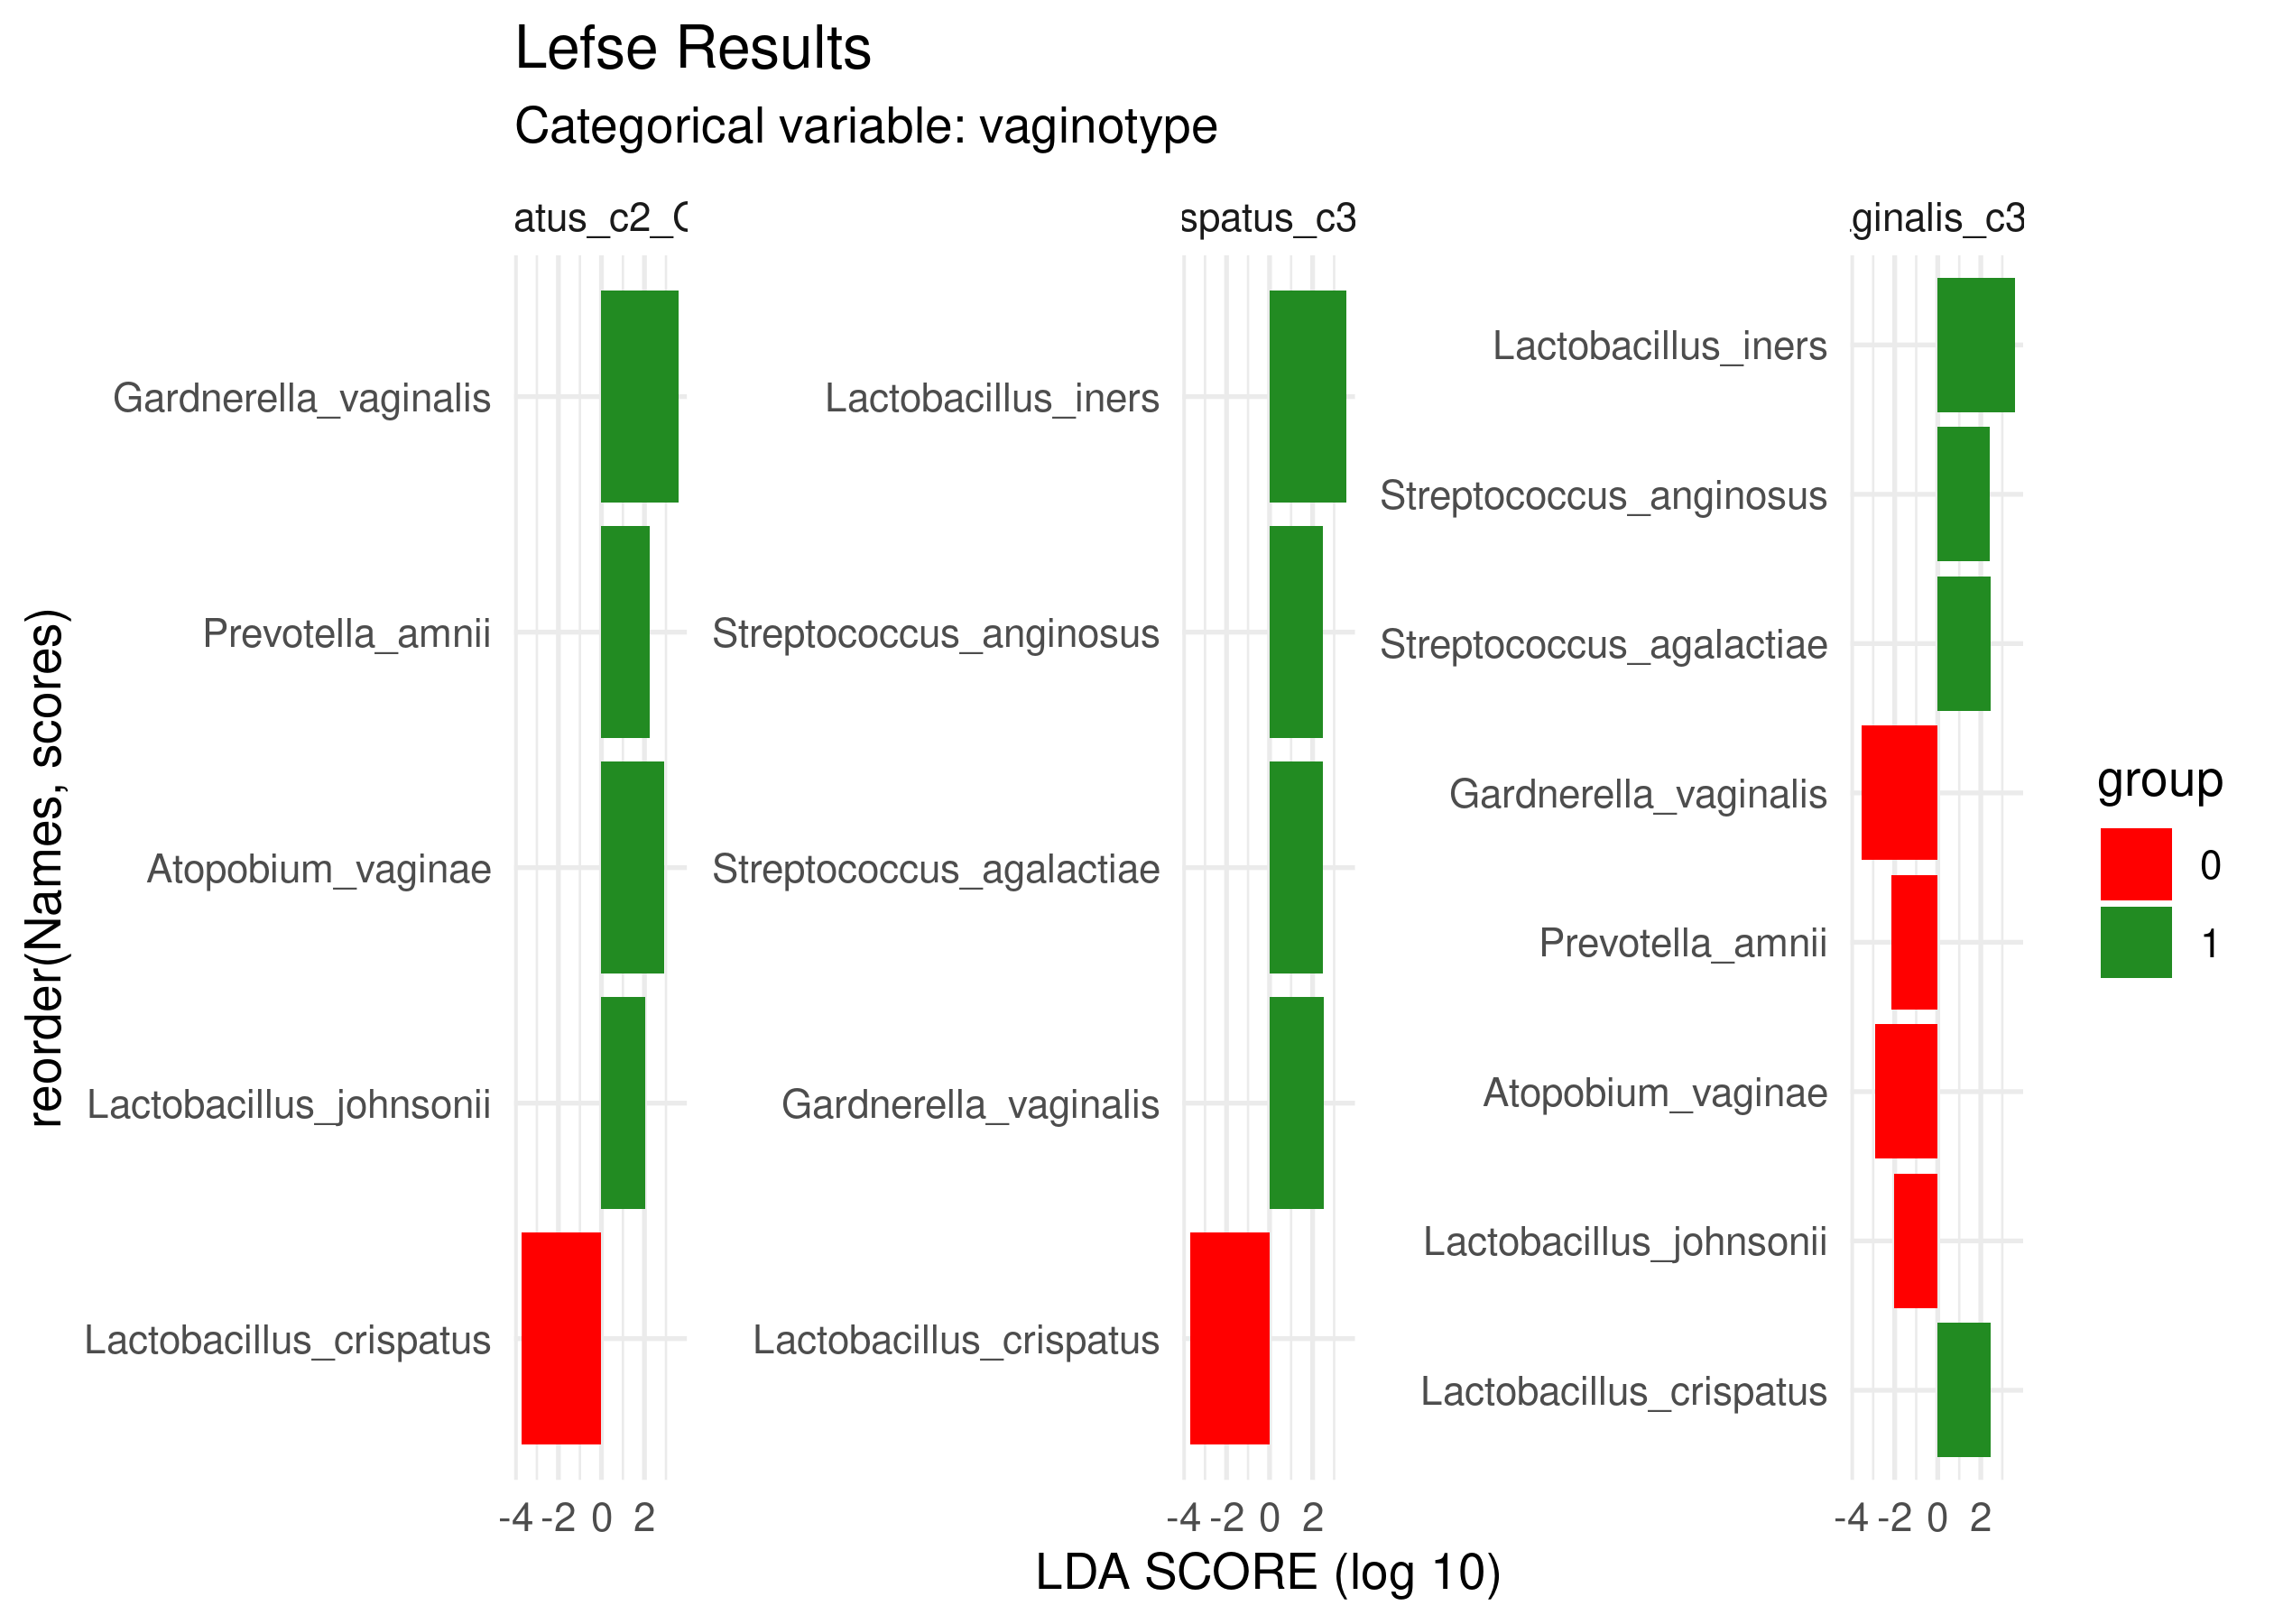 Lefse Results
Categorical variable: vaginotype
atus_c2_
spatus_c3
ginalis_c3
Gardnerella_vaginalis
Prevotella_amnii
Atopobium_vaginae
Lactobacillus_johnsonii
Lactobacillus_crispatus
-4 -2 0 2
Lactobacillus_iners
Streptococcus_anginosus
Streptococcus_agalactiae
Gardnerella_vaginalis
Lactobacillus_crispatus
-4 -2 0 2
Lactobacillus_iners
Streptococcus_anginosus
Streptococcus_agalactiae
Gardnerella_vaginalis
Prevotella_amnii
Atopobium_vaginae
Lactobacillus_johnsonii
Lactobacillus_crispatus
-4 -2 0 2
reorder(Names, scores)
LDA SCORE (log 10)
group
0
1